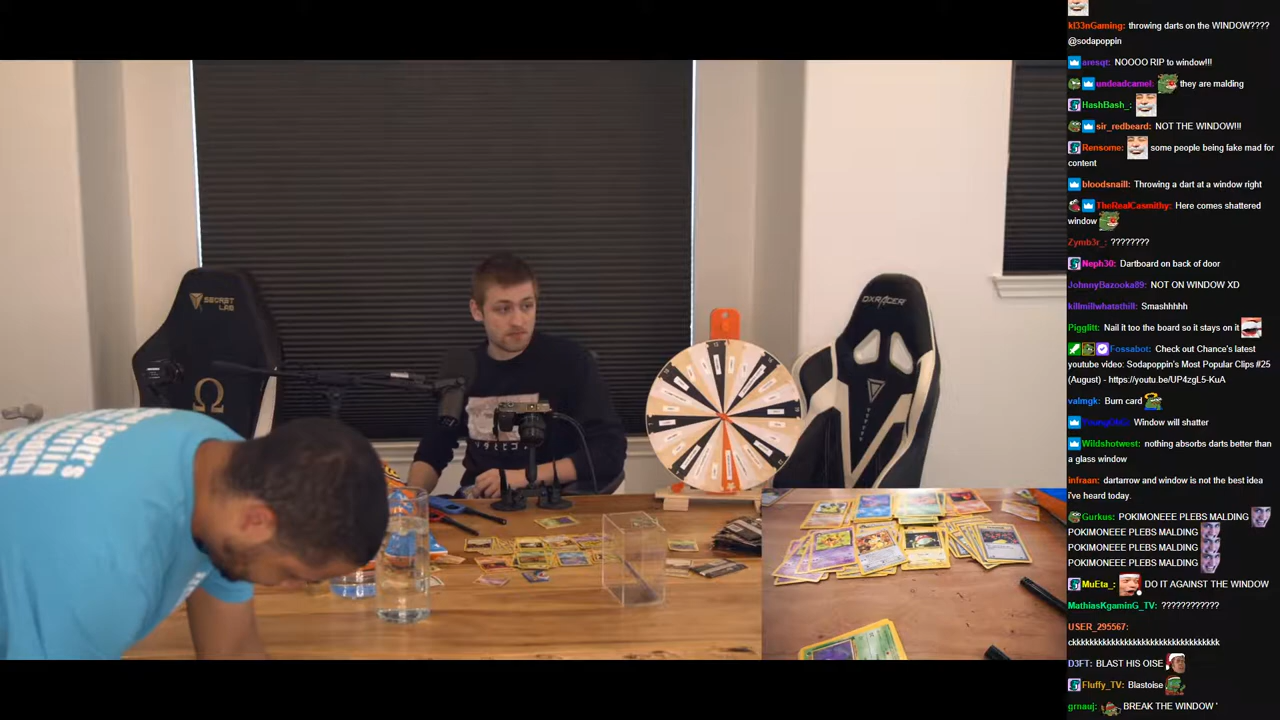 kl33nGaming: throwing darts on the WINDOW????
@sodapoppin
aresqt: NOOOO RIP to window!!!
undeadcamel: they are malding
HashBash_:
sir_redbeard: NOT THE WINDOW!!!
Rensome: some people being fake mad for
content
bloodsnaill: Throwing a dart at a window right
TheRealCasmithy: Here comes shattered
window
Zymb3r_: ????????
Neph30: Dartboard on back of door
JohnnyBazooka89: NOT ON WINDOW XD
killmillwhatathill: Smashhhhh
Pigglitt: Nail it too the board so it stays on it
Fossabot: Check out Chance's latest
youtube video: Sodapoppin's Most Popular Clips #25
(August) - https://youtu.be/UP4zgL5-KuA
valmgk: Burn card
Window will shatter
Wildshotwest: nothing absorbs darts better than
a glass window
infraan: dartarrow and window is not the best idea
i've heard today.
Gurkus: POKIMONEEE PLEBS MALDING
POKIMONEEE PLEBS MALDING
POKIMONEEE PLEBS MALDING
POKIMONEEE PLEBS MALDING
MuEta_: DO IT AGAINST THE WINDOW
MathiasKgaminG_TV: ????????????
USER_295567:
D3FT: BLAST HIS OISE
Fluffy_TV: Blastoise
grnauj: BREAK THE WINDOW '
SECRET
LAB
DXRACER